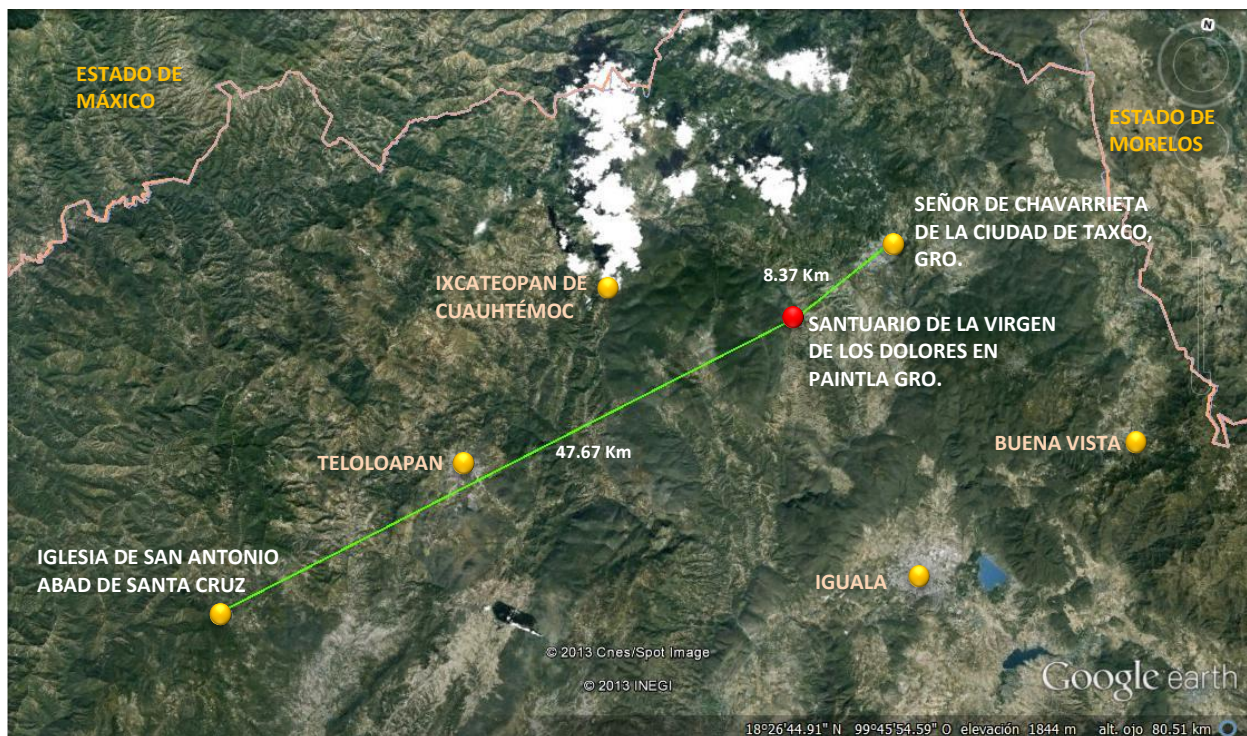 N
ESTADO DE
MÁXICO
ESTADO DE
MORELOS
SEÑOR DE CHAVARRIETA
DE LA CIUDAD DE TAXCO,
GRO.
8.37 Km
IXCATEOPAN DE
CUAUHTÉMOC
SANTUARIO DE LA VIRGEN
DE LOS DOLORES EN
PAINTLA GRO.
BUENA VISTA
47.67 Km
TELOLOAPAN
IGLESIA DE SAN ANTONIO
ABAD DE SANTA CRUZ
IGUALA
© 2013 Cnes/Spot Image
© 2013 INEGI
Google earth
18°26'44.91" N 99°45'54.59" O elevación 1844 m alt. ojo 80.51 km